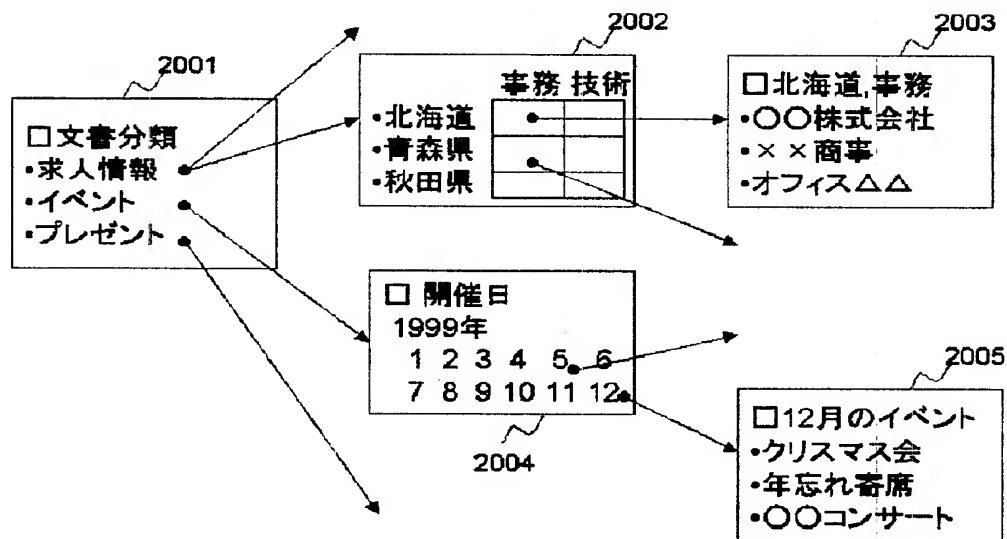 2001
□文書分類
・求人情報
・イベント
・プレゼント
2002
事務 技術
・北海道
・青森県
・秋田県
2003
□北海道,事務
・〇〇株式会社
・××商事
・オフィス△△
□ 開催日
1999年
1 2 3 4 5 6
7 8 9 10 11 12
2004
2005
□12月のイベント
・クリスマス会
・年忘れ寄席
・〇〇コンサート